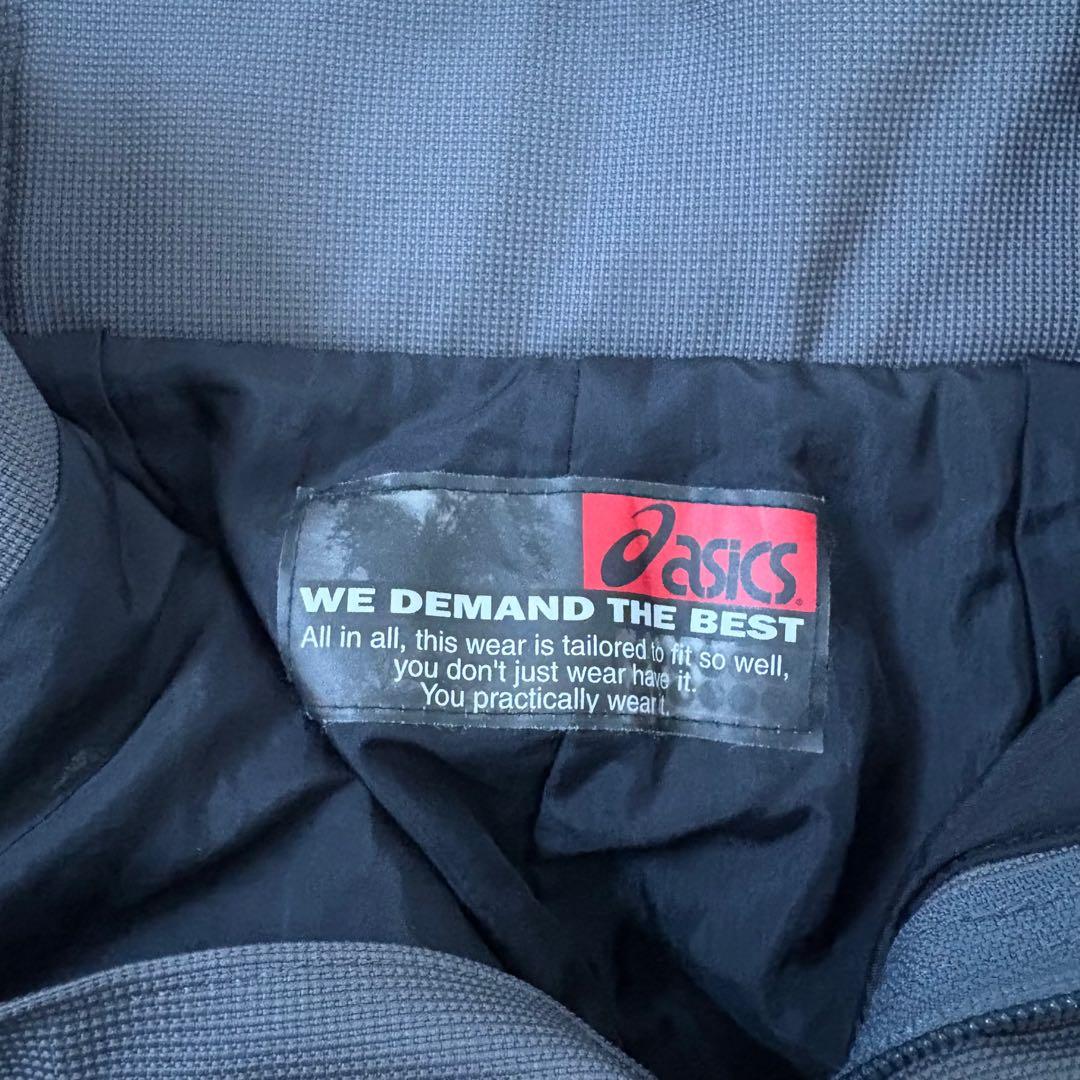 asics
WE DEMAND THE BEST
All in all, this wear is tailored to fit so well,
you don't just wear have it.
You practically wear it.